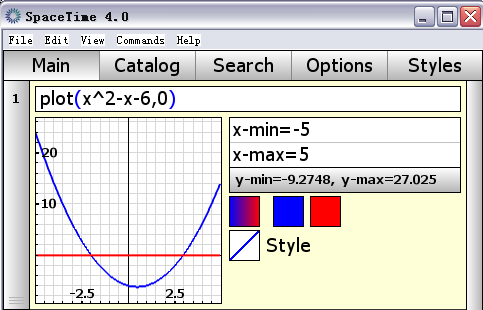 SpaceTime 4.0
File Edit View Commands Help
Main Catalog Search Options Styles
1 plot(x^2-x-6,0)
x-min=-5
x-max=5
y-min=-9.2748, y-max=27.025
Style
20
10
-2.5 2.5